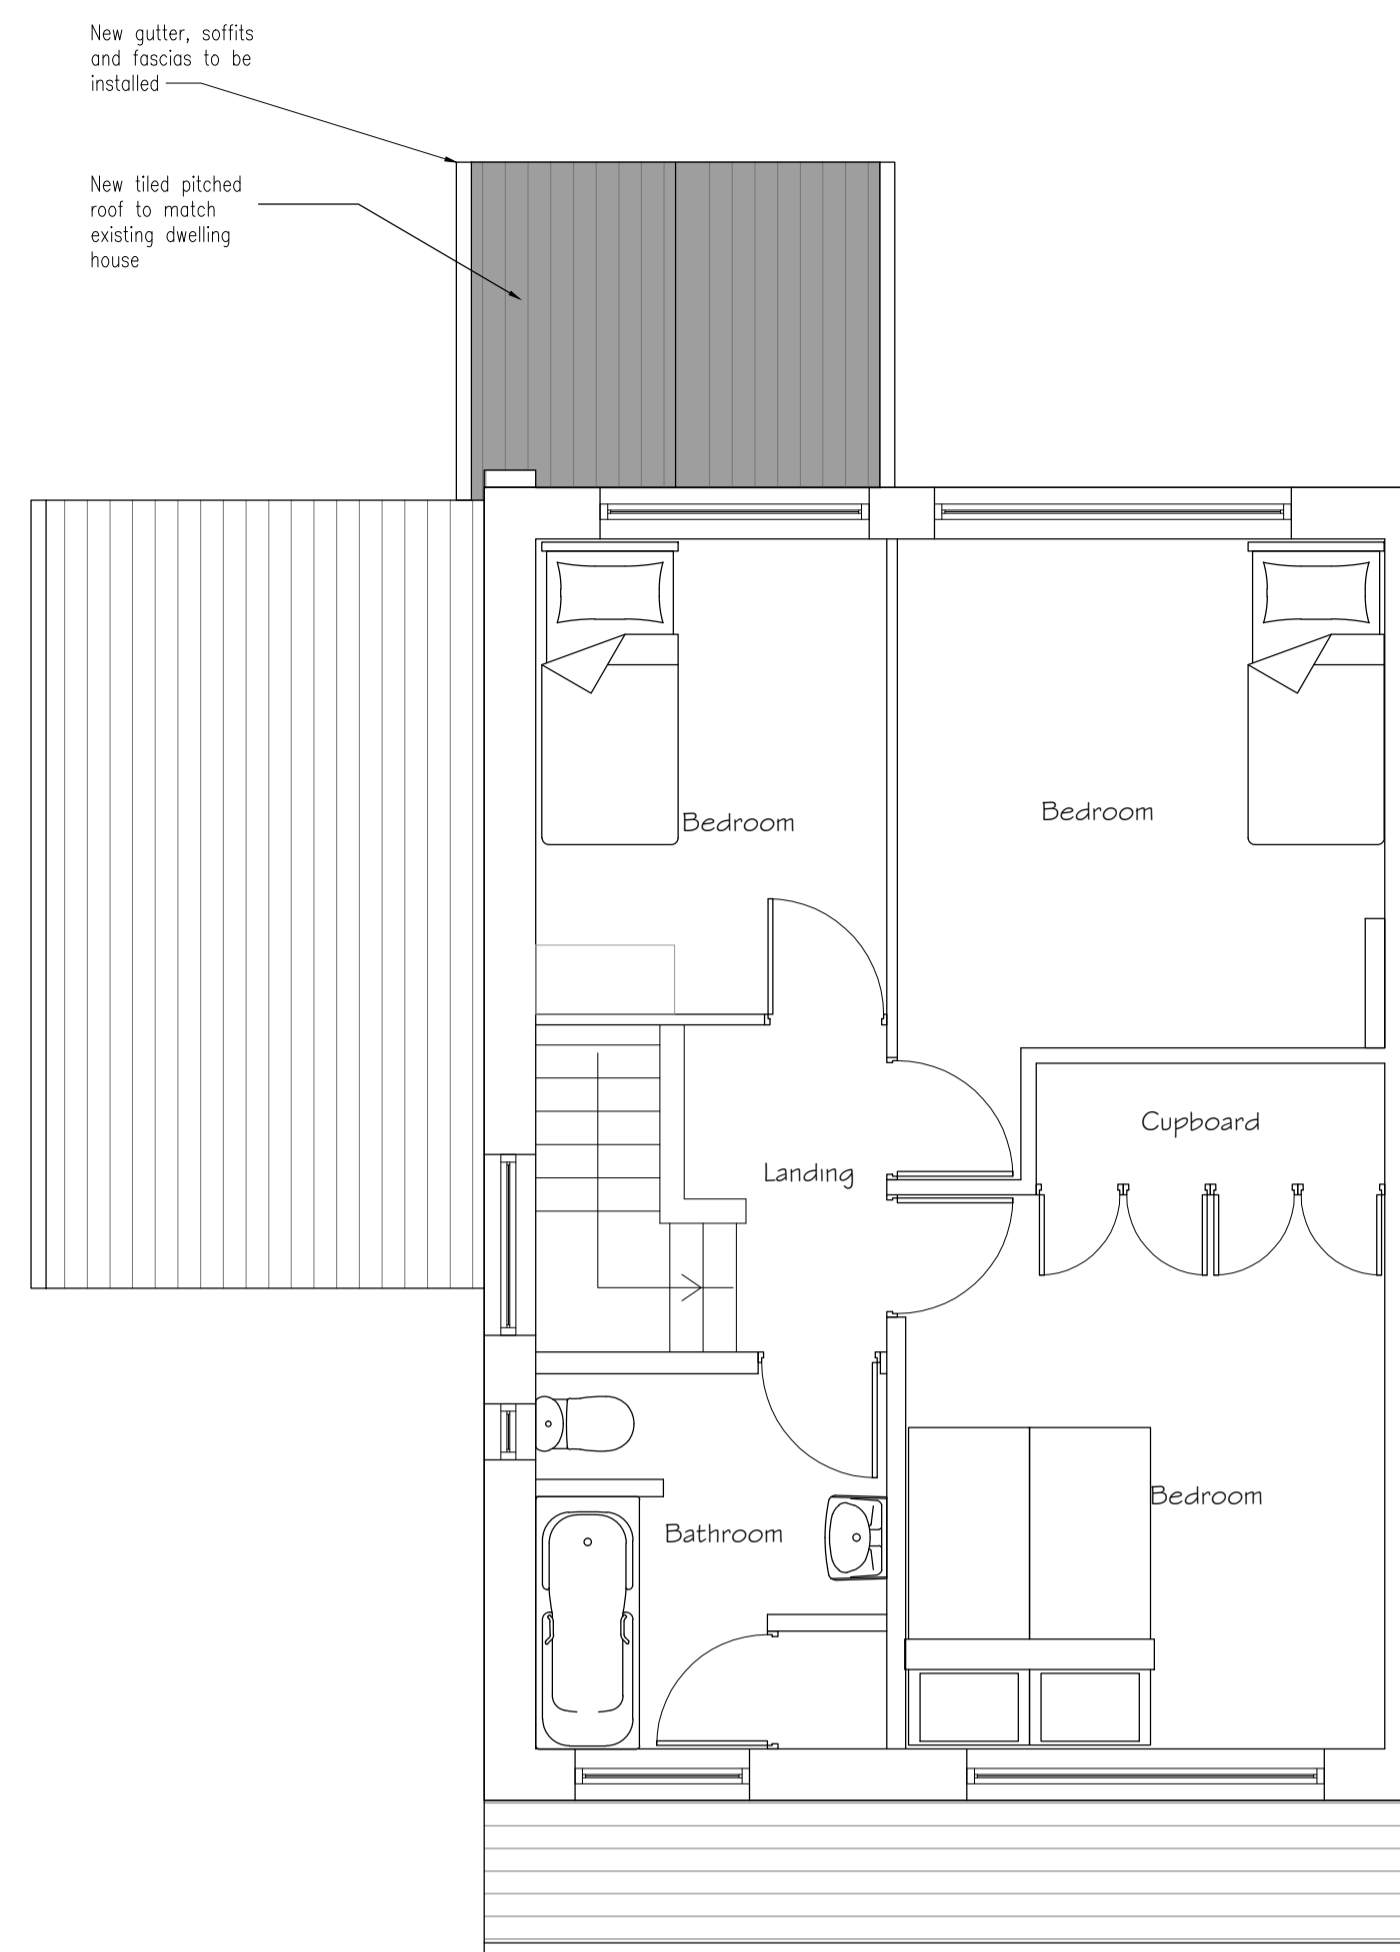 New gutter, soffits
and fascias to be
installed
New tiled pitched
roof to match
existing dwelling
house
Bedroom
Bedroom
Cupboard
Landing
Bedroom
Bathroom